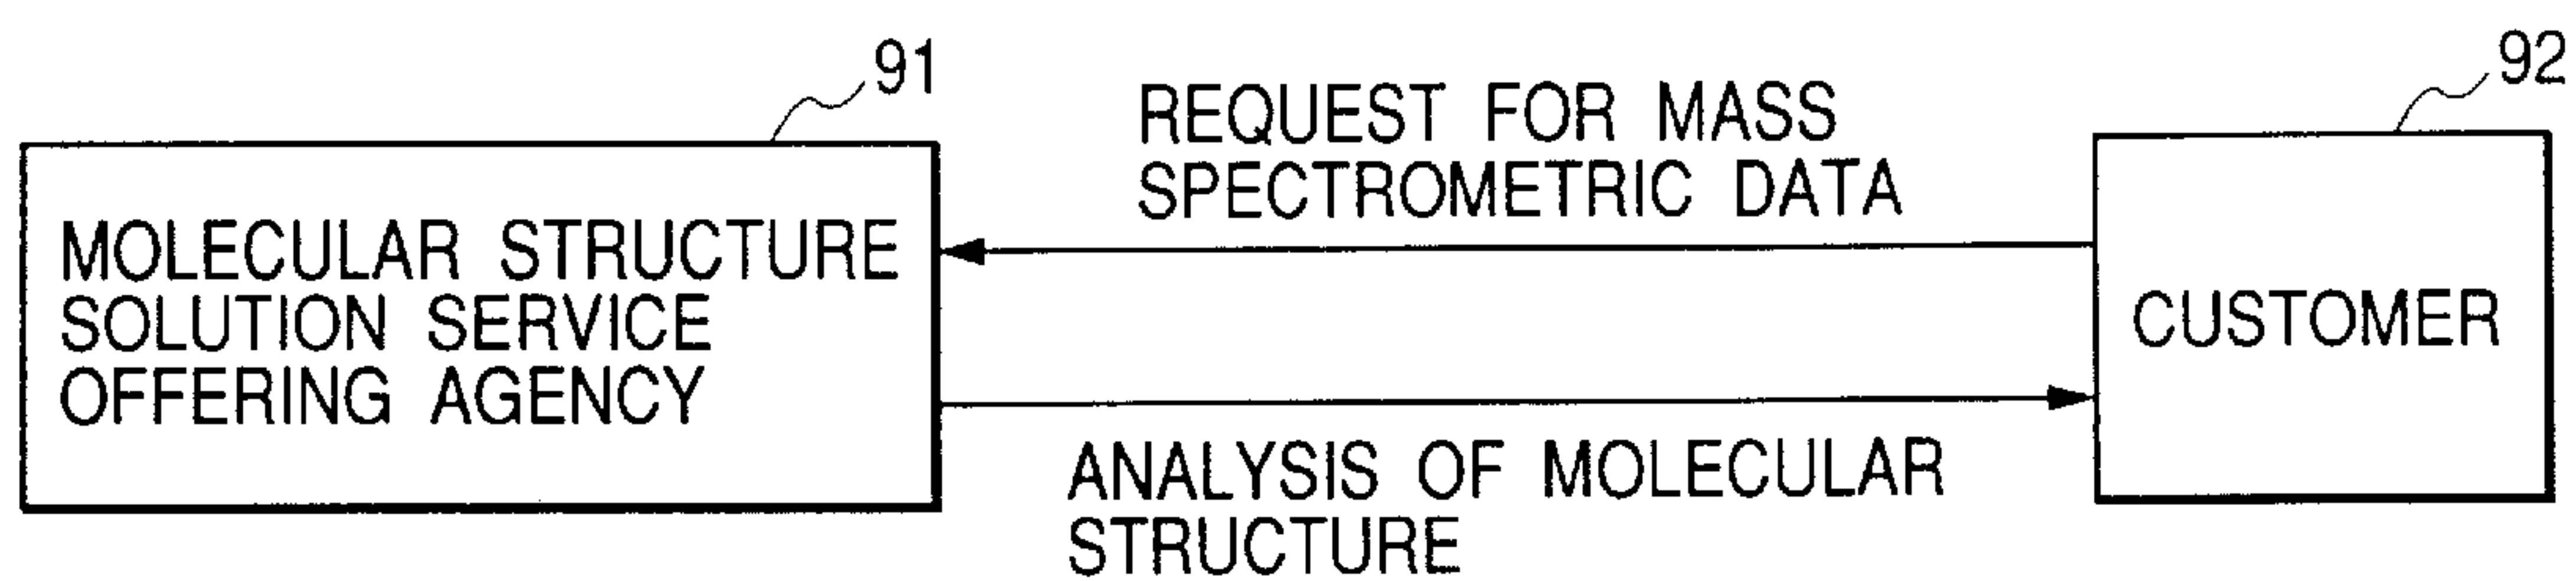 91
92
REQUEST FOR MASS
SPECTROMETRIC DATA
MOLECULAR STRUCTURE
SOLUTION SERVICE
OFFERING AGENCY
CUSTOMER
ANALYSIS OF MOLECULAR
STRUCTURE